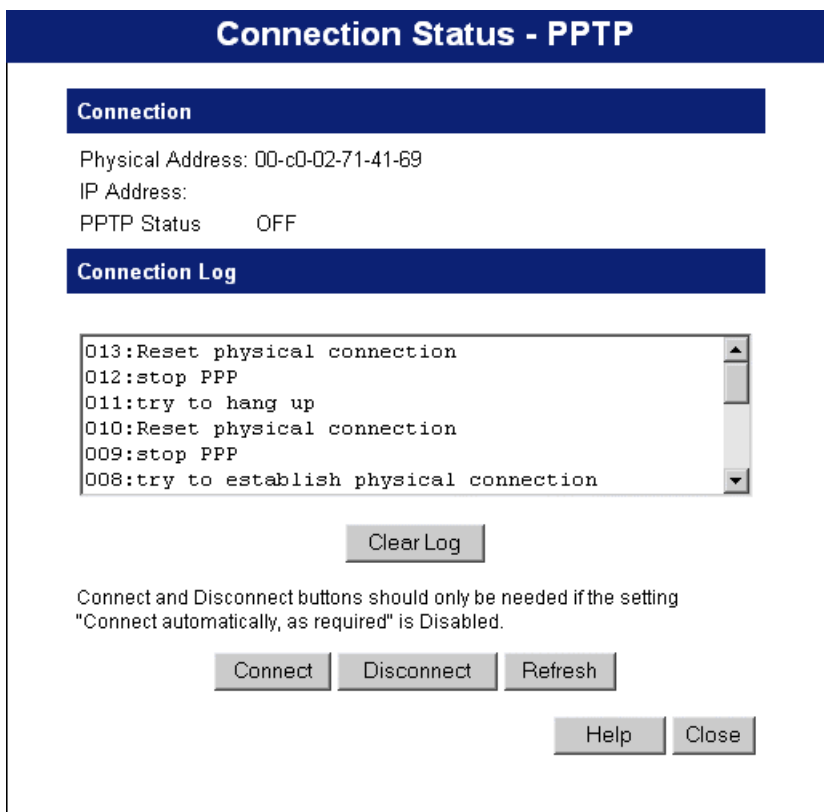 Connection Status - PPTP
Connection
Physical Address: 00-c0-02-71-41-69
IP Address:
PPTP Status OFF
Connection Log
013:Reset physical connection
012:stop PPP
011:try to hang up
010:Reset physical connection
009:stop PPP
008:try to establish physical connection
Clear Log
Connect and Disconnect buttons should only be needed if the setting
"Connect automatically, as required" is Disabled.
Connect Disconnect Refresh
Help Close